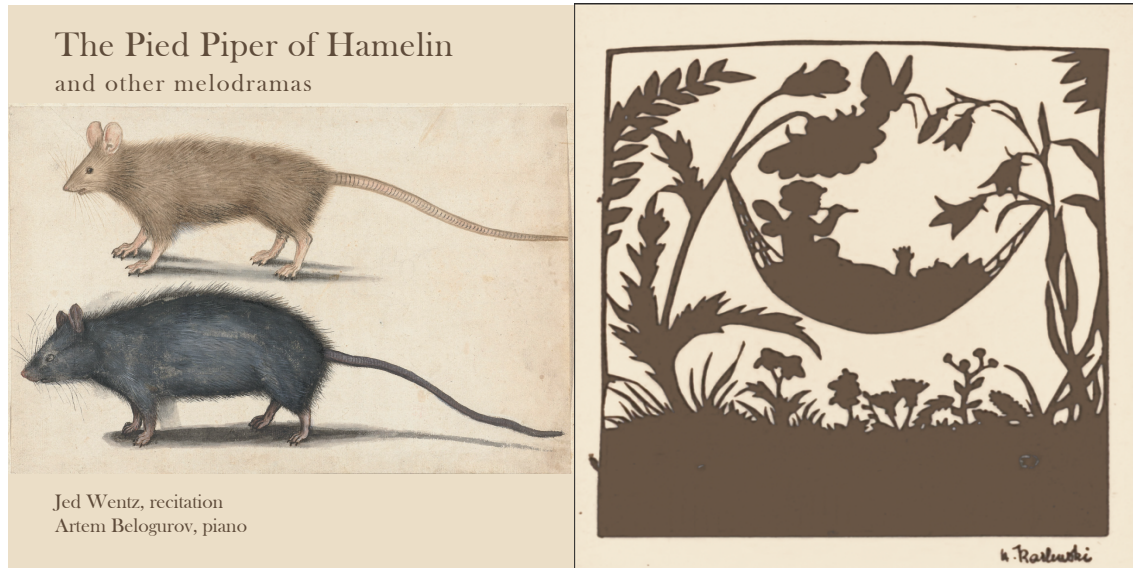 The Pied Piper of Hamelin
and other melodramas
Jed Wentz, recitation
Artem Belogurov, piano